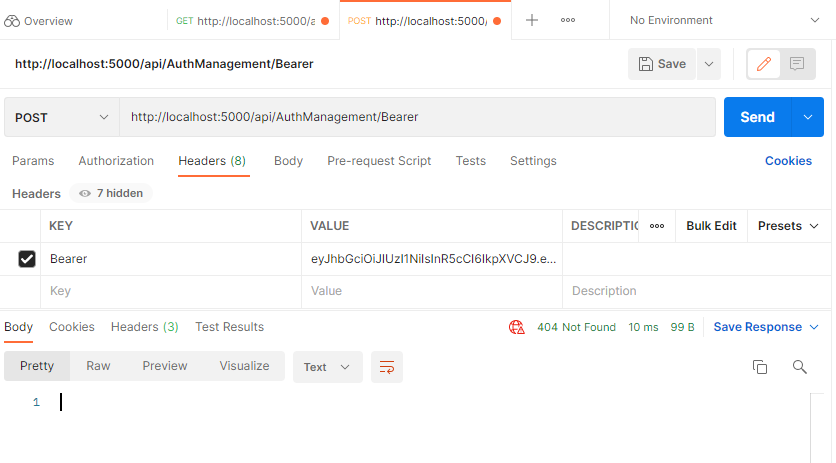 Overview GET http://localhost:5000/a POST http://localhost:5000/ No Environment
http://localhost:5000/api/AuthManagement/Bearer Save
POST http://localhost:5000/api/AuthManagement/Bearer Send
Params Authorization Headers (8) Body Pre-request Script Tests Settings Cookies
Headers 7 hidden
KEY VALUE DESCRIPTIO Bulk Edit Presets
Bearer eyJhbGciOiJIUzI1NiIsInR5cCI6IkpXVCJ9.e...
Key Value Description
Body Cookies Headers (3) Test Results 404 Not Found 10 ms 99 B Save Response
Pretty Raw Preview Visualize Text
1